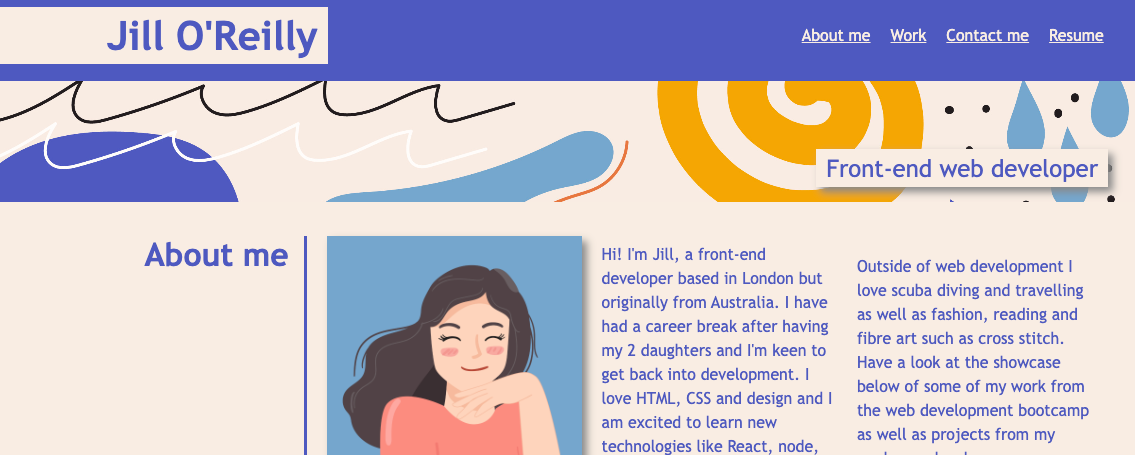 Jill O'Reilly
About me Work Contact me Resume
Front-end web developer
About me
Hi! I'm Jill, a front-end
developer based in London but
originally from Australia. I have
had a career break after having
my 2 daughters and I'm keen to
get back into development. I
love HTML, CSS and design and I
am excited to learn new
technologies like React, node,
Outside of web development I
love scuba diving and travelling
as well as fashion, reading and
fibre art such as cross stitch.
Have a look at the showcase
below of some of my work from
the web development bootcamp
as well as projects from my